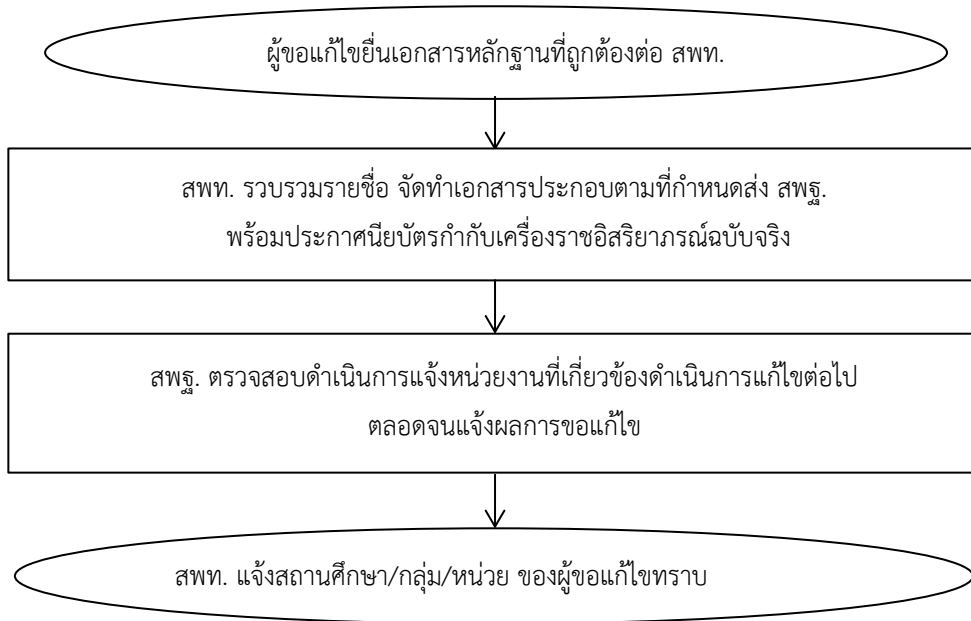 ผู้ขอแก้ไขยื่นเอกสารหลักฐานที่ถูกต้องต่อ สพท.
สพท. รวบรวมรายชื่อ จัดทำเอกสารประกอบตามที่กำหนดส่ง สพฐ.
พร้อมประกาศนียบัตรกำกับเครื่องราชอิสริยาภรณ์ฉบับจริง
สพฐ. ตรวจสอบดำเนินการแจ้งหน่วยงานที่เกี่ยวข้องดำเนินการแก้ไขต่อไป
ตลอดจนแจ้งผลการขอแก้ไข
สพท. แจ้งสถานศึกษา/กลุ่ม/หน่วย ของผู้ขอแก้ไขทราบ